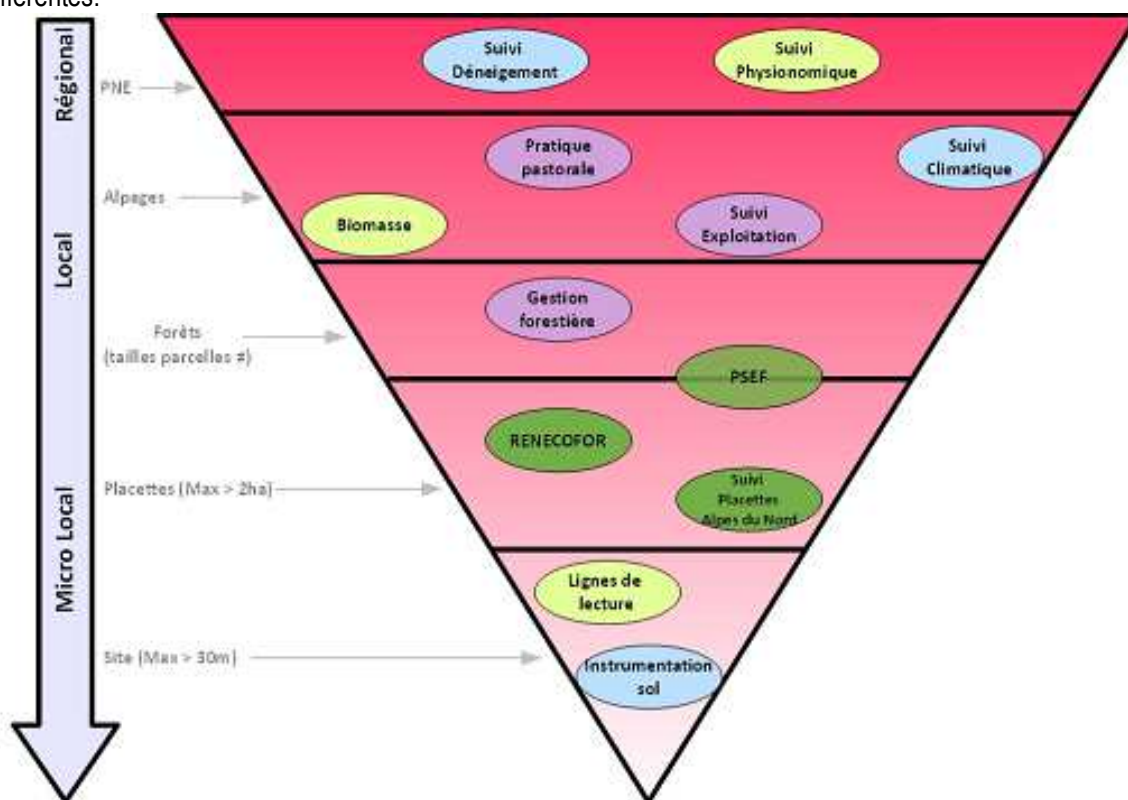 Régional
PNE
Suivi
Déneigement
Suivi
Physionomique
Pratique
pastorale
Suivi
Climatique
Alpages
Biomasse
Suivi
Exploitation
Local
Gestion
forestière
Forêts
(tailles parcelles ≠)
PSEF
RENECOFOR
Placettes (Max > 2ha)
Suivi
Placettes
Alpes du Nord
Micro Local
Lignes de
lecture
Site (Max > 30m)
Instrumentation
sol